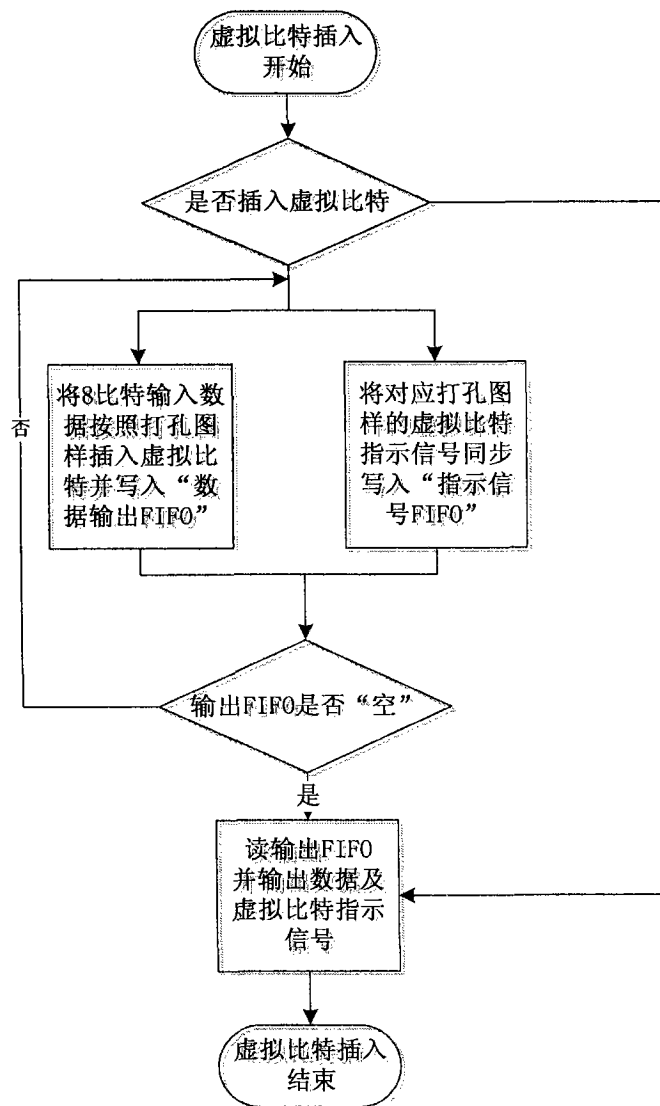 虚拟比特插入
开始
是否插入虚拟比特
将8比特输入数
据按照打孔图
样插入虚拟比
特并写入“数
据输出FIFO”
将对应打孔图
样的虚拟比特
指示信号同步
写入“指示信
号FIFO”
否
输出FIFO是否“空”
是
读输出FIFO
并输出数据及
虚拟比特指示
信号
虚拟比特插入
结束